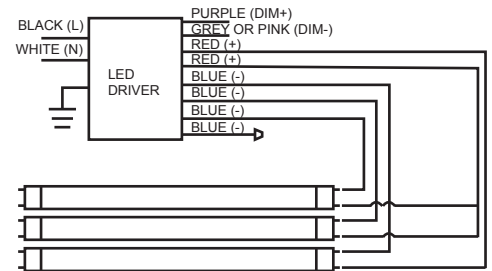 BLACK (L)
WHITE (N)
LED
DRIVER
PURPLE (DIM+)
GREY OR PINK (DIM-)
RED (+)
RED (+)
BLUE (-)
BLUE (-)
BLUE (-)
BLUE (-)